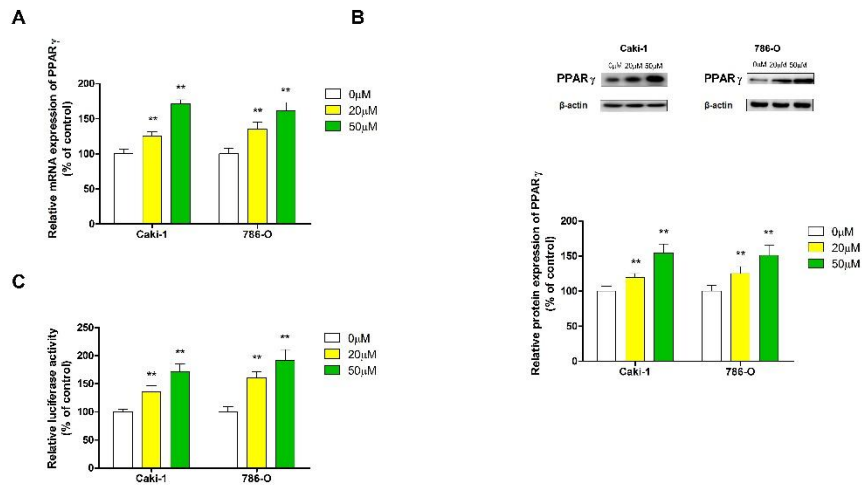 A
Relative mRNA expression of PPARγ
(% of control)
200
150
100
50
0
**
**
**
**
Caki-1
786-O
0μM
20μM
50μM
B
Caki-1
0μM 20μM 50μM
PPARγ
β-actin
786-O
0μM 20μM 50μM
PPARγ
β-actin
Relative protein expression of PPARγ
(% of control)
200
150
100
50
0
**
**
**
**
Caki-1
786-O
0μM
20μM
50μM
C
Relative luciferase activity
(% of control)
250
200
150
100
50
0
**
**
**
**
Caki-1
786-O
0μM
20μM
50μM